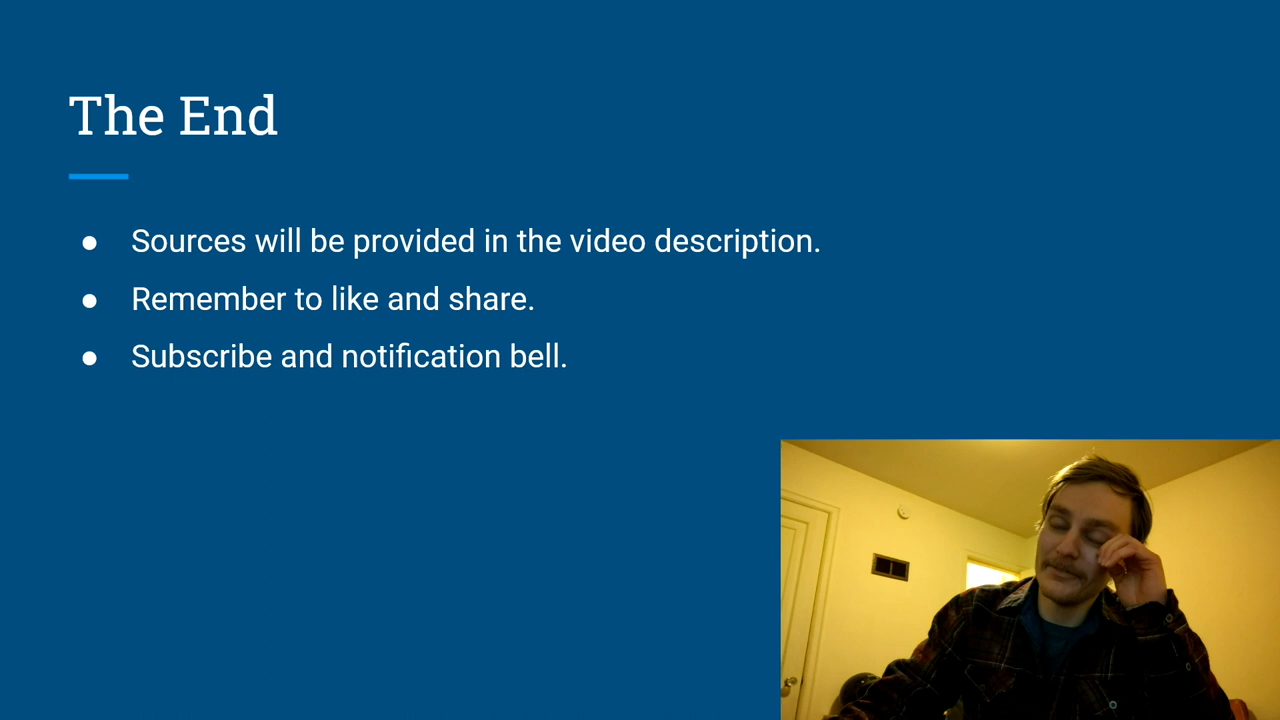 The End
● Sources will be provided in the video description.
● Remember to like and share.
● Subscribe and notification bell.